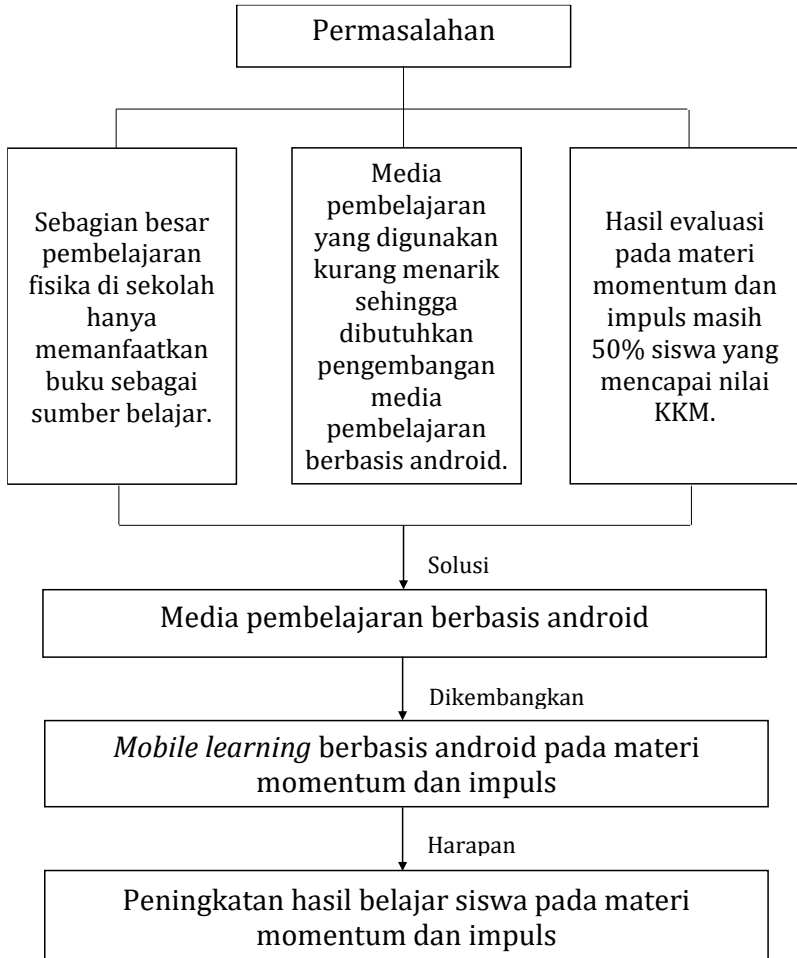 Permasalahan
Sebagian besar
pembelajaran
fisika di sekolah
hanya
memanfaatkan
buku sebagai
sumber belajar.
Media
pembelajaran
yang digunakan
kurang menarik
sehingga
dibutuhkan
pengembangan
media
pembelajaran
berbasis android.
Hasil evaluasi
pada materi
momentum dan
impuls masih
50% siswa yang
mencapai nilai
KKM.
Solusi
Media pembelajaran berbasis android
Dikembangkan
Mobile learning berbasis android pada materi
momentum dan impuls
Harapan
Peningkatan hasil belajar siswa pada materi
momentum dan impuls